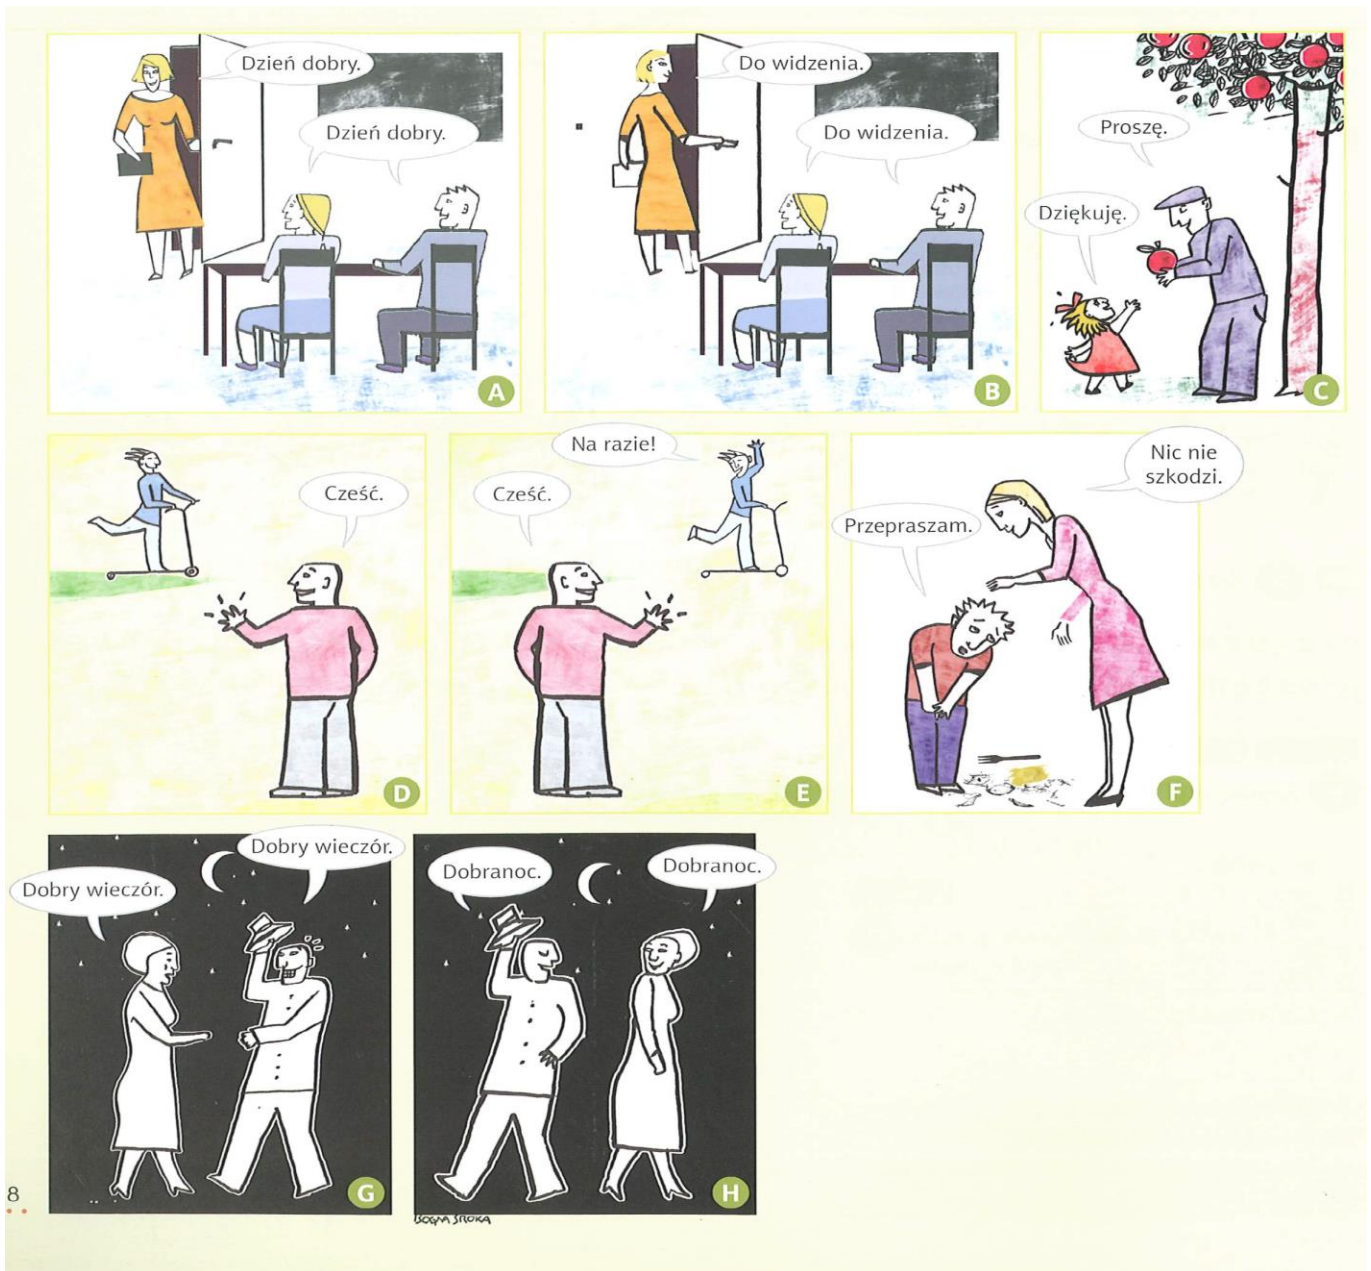 Dzień dobry.
Dzień dobry.
A
Do widzenia.
Do widzenia.
B
Proszę.
Dziękuję.
C
Cześć.
D
Na razie!
Cześć.
E
Nic nie
szkodzi.
Przepraszam.
F
Dobry wieczór.
Dobry wieczór.
G
Dobranoc.
Dobranoc.
H
8
BOGNA SROKA